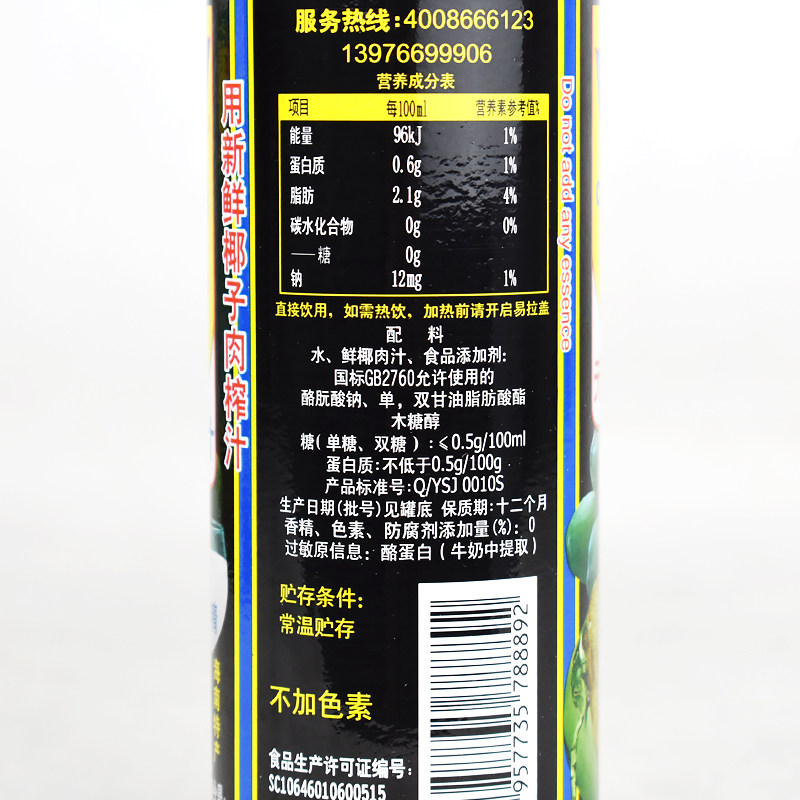 服务热线:4008666123
13976699906
营养成分表
项目 每100ml 营养素参考值%
能量 96kJ 1%
蛋白质 0.6g 1%
脂肪 2.1g 4%
碳水化合物 0g 0%
——糖 0g
钠 12mg 1%
直接饮用，如需热饮，加热前请开启易拉盖
配 料
水、鲜椰肉汁、食品添加剂:
国标GB2760允许使用的
酪朊酸钠、单，双甘油脂肪酸酯
木糖醇
糖(单糖、双糖):≤0.5g/100ml
蛋白质:不低于0.5g/100g
产品标准号:Q/YSJ 0010S
生产日期(批号)见罐底 保质期:十二个月
香精、色素、防腐剂添加量(%): 0
过敏原信息: 酪蛋白(牛奶中提取)
贮存条件:
常温贮存
不加色素
食品生产许可证编号:
SC10646010600515
957735788892
用新鲜椰子肉榨汁
Do not add any essence
海南特产